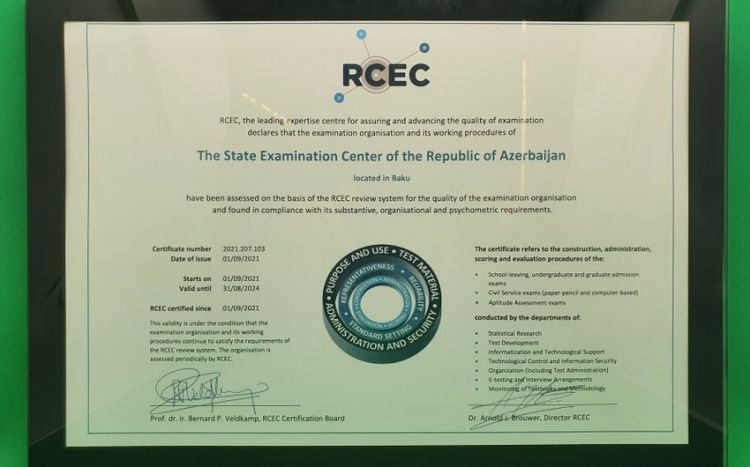 RCEC
RCEC, the leading expertise centre for assuring and advancing the quality of examination
declares that the examination organisation and its working procedures of
The State Examination Center of the Republic of Azerbaijan
located in Baku
have been assessed on the basis of the RCEC review system for the quality of the examination organisation
and found in compliance with its substantive, organisational and psychometric requirements.
Certificate number 2021.207.103
Date of issue 01/09/2021
Starts on 01/09/2021
Valid until 31/08/2024
RCEC certified since 01/09/2021
This validity is under the condition that the
examination organisation and its working
procedures continue to satisfy the requirements of
the RCEC review system. The organisation is
assessed periodically by RCEC.
Prof. dr. ir. Bernard P. Veldkamp, RCEC Certification Board
• PURPOSE AND USE • TEST MATERIAL
• ADMINISTRATION AND SECURITY •
REPRESENTATIVENESS • RELIABILITY
• STANDARD SETTING •
The certificate refers to the construction, administration,
scoring and evaluation procedures of the:
• School-leaving, undergraduate and graduate admission
exams
• Civil Service exams (paper-pencil and computer-based)
• Aptitude Assessment exams
conducted by the departments of:
• Statistical Research
• Test Development
• Informatization and Technological Support
• Technological Control and Information Security
• Organization (including Test Administration)
• E-testing and Interview Arrangements
• Monitoring of Textbooks and Methodology
Dr. Arnold J. Brouwer, Director RCEC